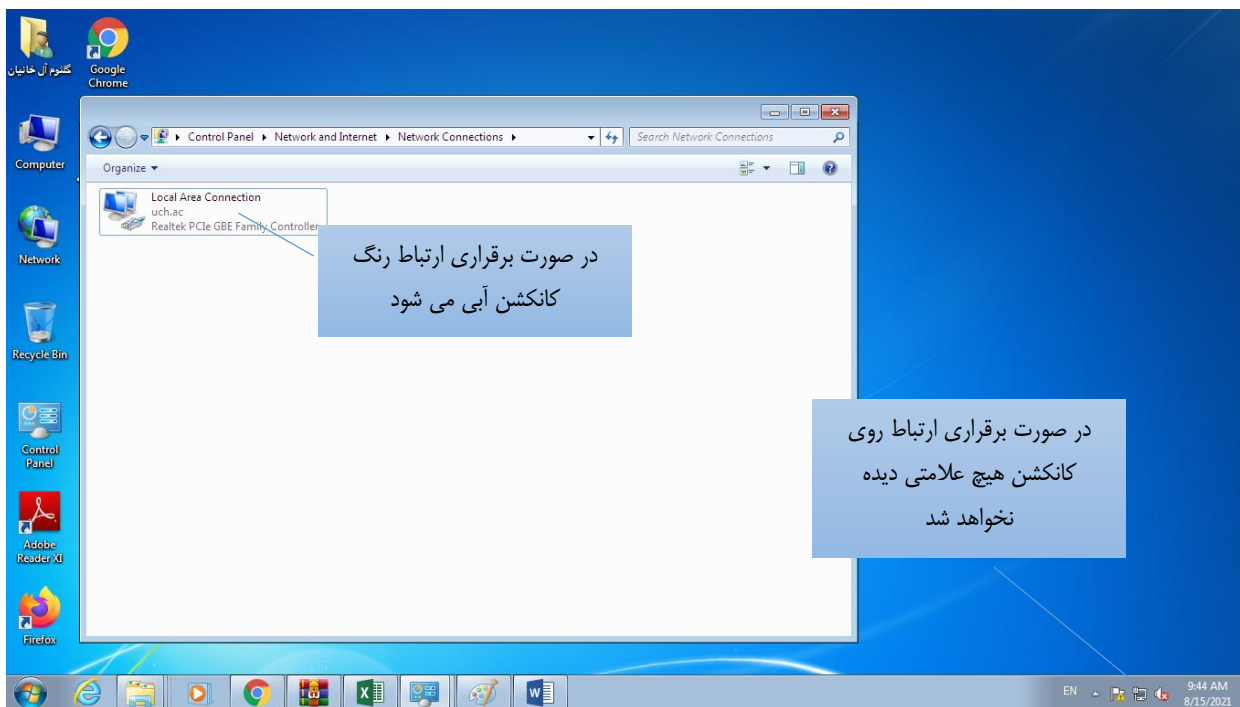 گلثوم آل خانیان
Google
Chrome
Computer
Network
Recycle Bin
Control
Panel
Adobe
Reader XI
Firefox
Control Panel
Network and Internet
Network Connections
Search Network Connections
Organize
Local Area Connection
uch.ac
Realtek PCIe GBE Family Controller
در صورت برقراری ارتباط رنگ
کانکشن آبی می شود
در صورت برقراری ارتباط روی
کانکشن هیچ علامتی دیده
نخواهد شد
EN
9:44 AM
8/15/2021